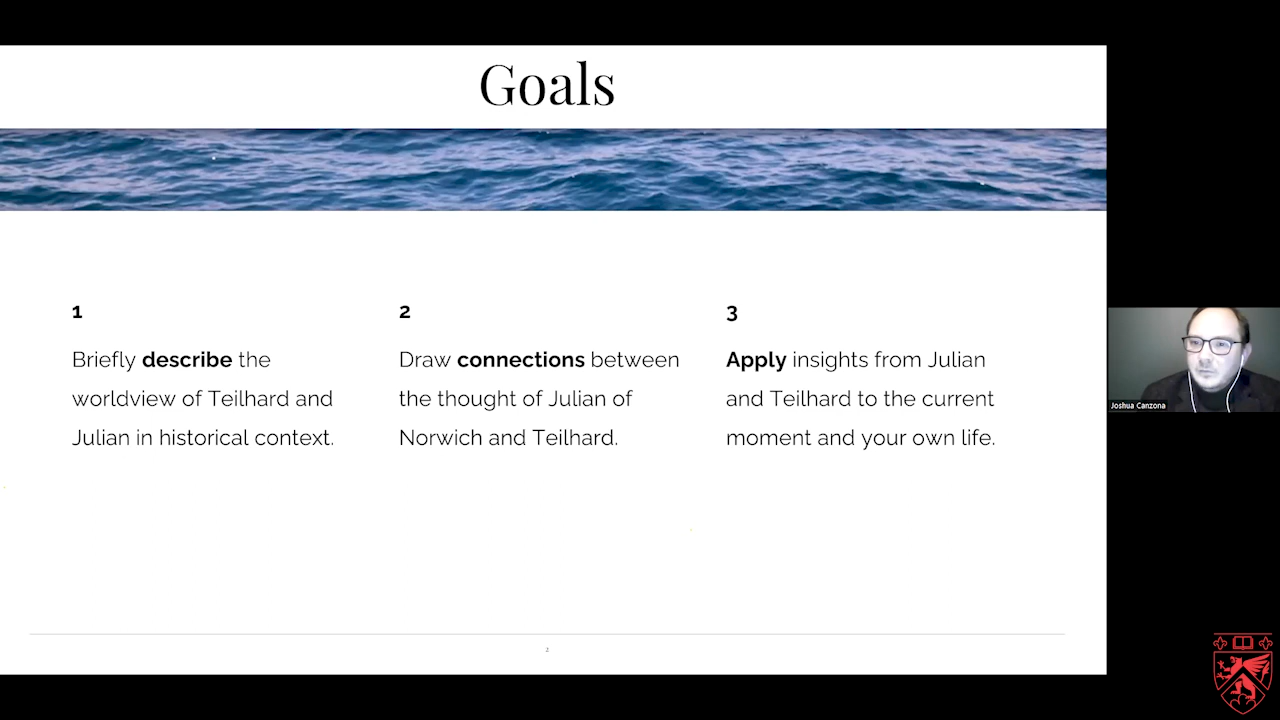 Goals
1
Briefly describe the
worldview of Teilhard and
Julian in historical context.
2
Draw connections between
the thought of Julian of
Norwich and Teilhard.
3
Apply insights from Julian
and Teilhard to the current
moment and your own life.
Joshua Canzona
2